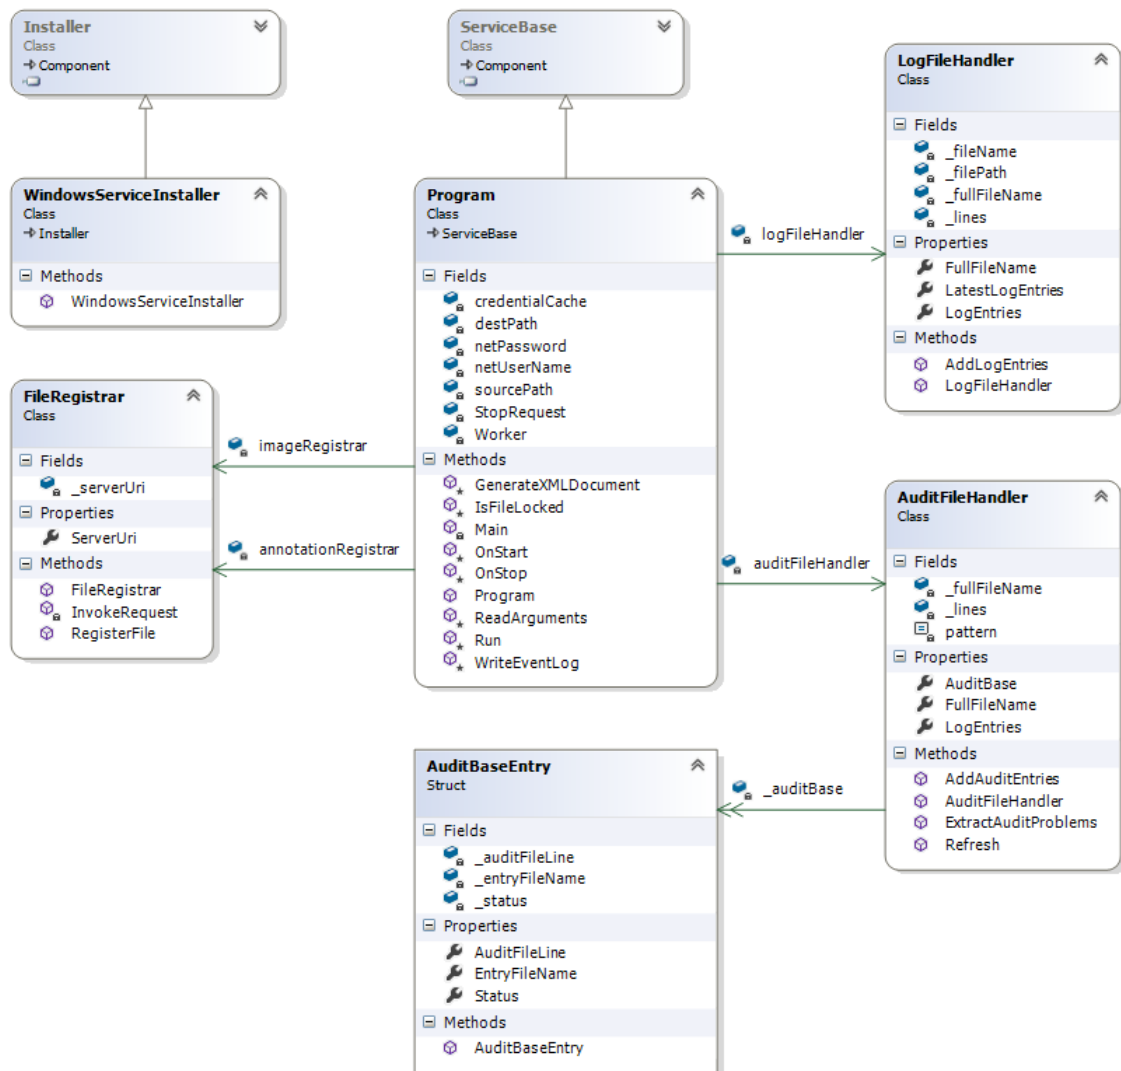 Installer
Class
Component
ServiceBase
Class
Component
LogFileHandler
Class
Fields
_fileName
_filePath
_fullFileName
_lines
Properties
FullFileName
LatestLogEntries
LogEntries
Methods
AddLogEntries
LogFileHandler
WindowsServiceInstaller
Class
Installer
Methods
WindowsServiceInstaller
Program
Class
ServiceBase
Fields
credentialCache
destPath
netPassword
netUserName
sourcePath
StopRequest
Worker
Methods
GenerateXMLDocument
IsFileLocked
Main
OnStart
OnStop
Program
ReadArguments
Run
WriteEventLog
logFileHandler
FileRegistrar
Class
Fields
_serverUri
Properties
ServerUri
Methods
FileRegistrar
InvokeRequest
RegisterFile
imageRegistrar
annotationRegistrar
auditFileHandler
AuditFileHandler
Class
Fields
_fullFileName
_lines
pattern
Properties
AuditBase
FullFileName
LogEntries
Methods
AddAuditEntries
AuditFileHandler
ExtractAuditProblems
Refresh
_auditBase
AuditBaseEntry
Struct
Fields
_auditFileLine
_entryFileName
_status
Properties
AuditFileLine
EntryFileName
Status
Methods
AuditBaseEntry